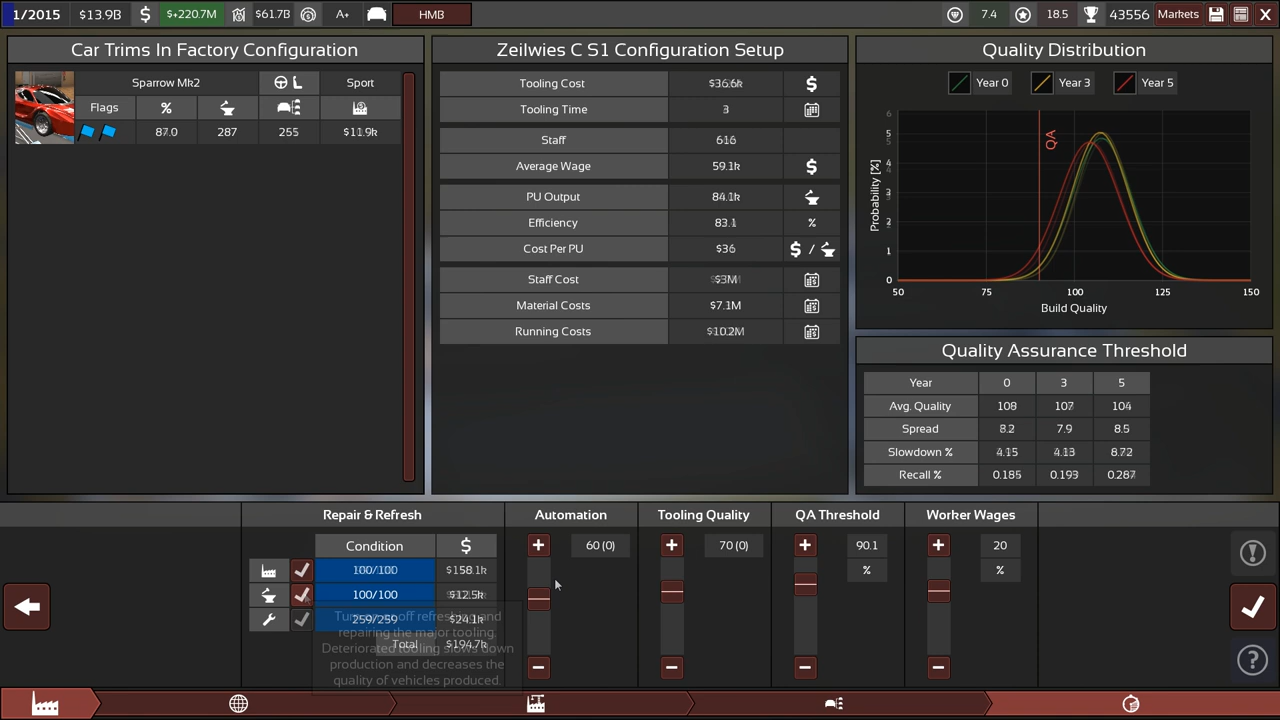 1/2015 $13.9B $ $+220.7M $61.7B A+ HMB 7.4 18.5 43556 Markets
Car Trims In Factory Configuration
Sparrow Mk2 Sport
Flags %
87.0 287 255 $11.9k
Zeilwies C S1 Configuration Setup
Tooling Cost $36.6k $
Tooling Time 3
Staff 616
Average Wage 59.1k $
PU Output 84.1k
Efficiency 83.1 %
Cost Per PU $36 $ /
Staff Cost $3M
Material Costs $7.1M
Running Costs $10.2M
Quality Distribution
Year 0 Year 3 Year 5
Probability [%]
6
5
4
3
2
1
0
QA
50 75 100 125 150
Build Quality
Quality Assurance Threshold
Year 0 3 5
Avg. Quality 108 107 104
Spread 8.2 7.9 8.5
Slowdown % 4.15 4.13 8.72
Recall % 0.185 0.193 0.287
Repair & Refresh
Condition $
100/100 $158.1k
100/100 $12.5k
259/259 $24.1k
Total $194.7k
Turn on or off refreshing and
repairing the major tooling.
Deteriorated tooling slows down
production and decreases the
quality of vehicles produced.
Automation
+ 60 (0)
−
Tooling Quality
+ 70 (0)
−
QA Threshold
+ 90.1
%
−
Worker Wages
+ 20
%
−